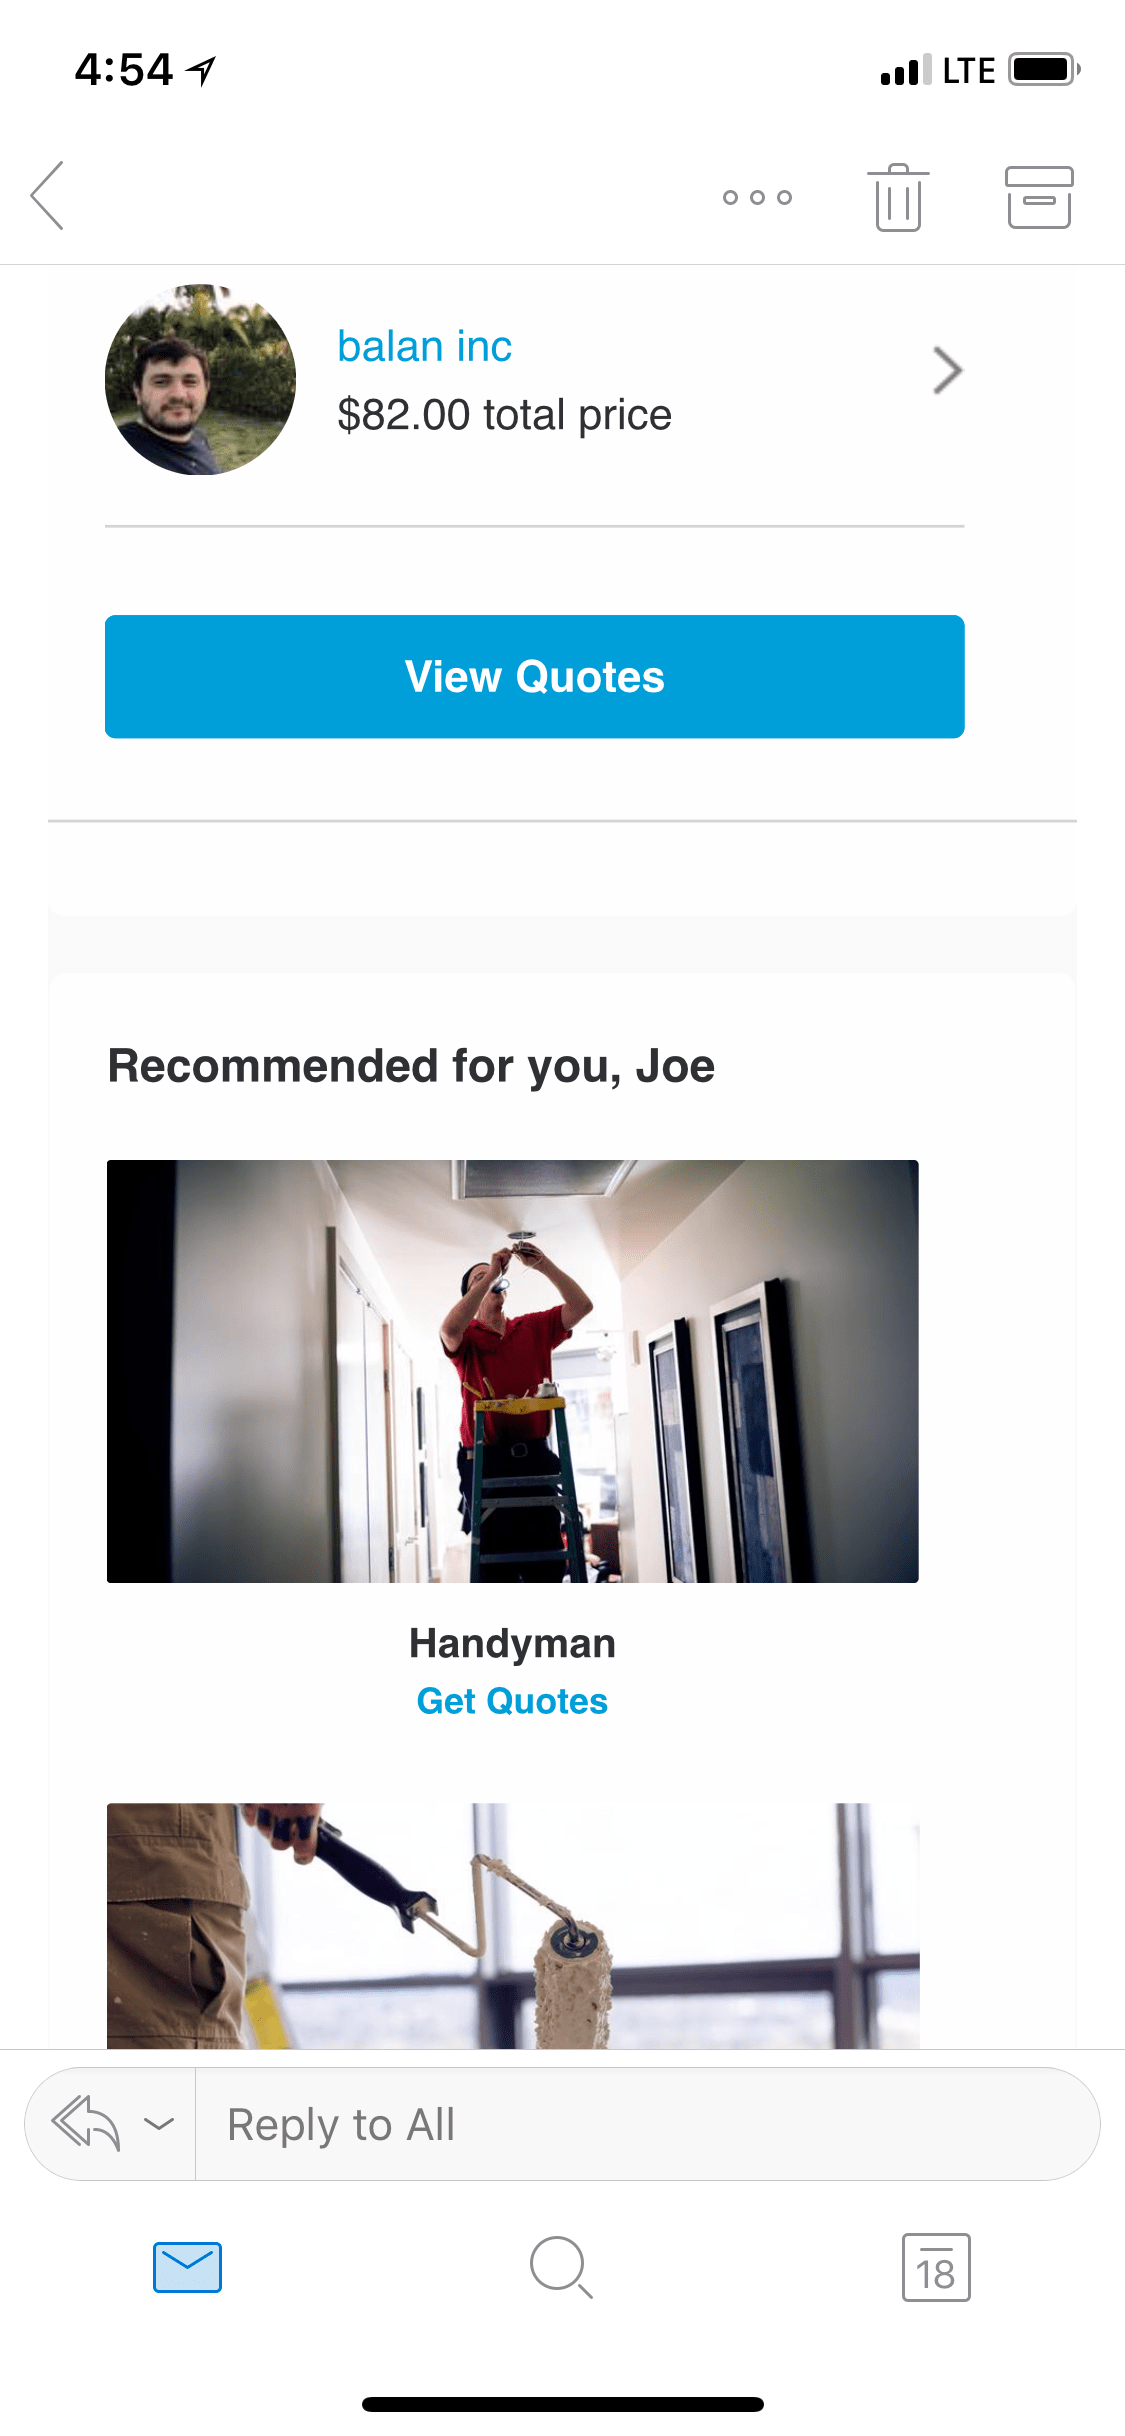 4:54
LTE
balan inc
$82.00 total price
View Quotes
Recommended for you, Joe
Handyman
Get Quotes
Reply to All
18